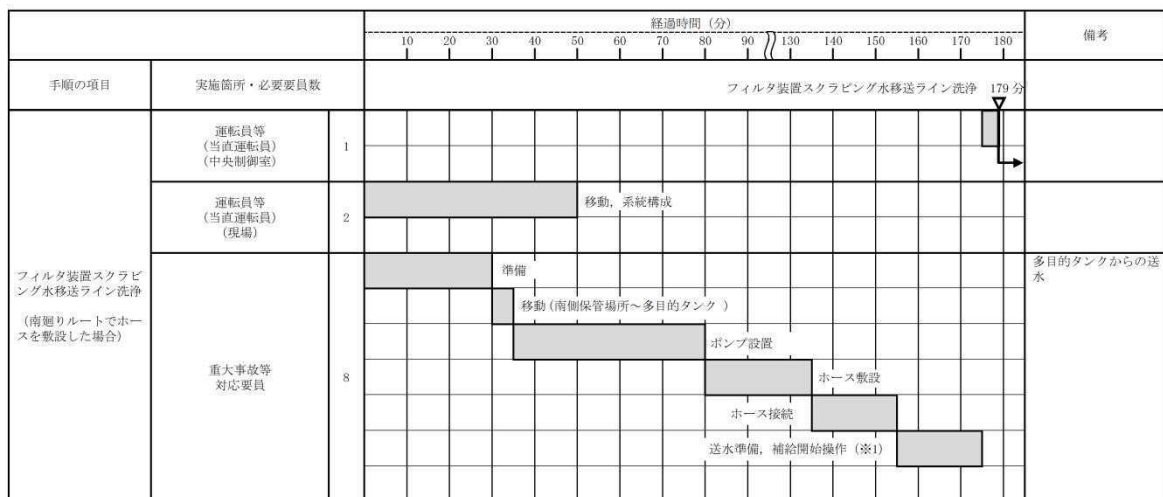 経過時間（分）
備考
10 20 30 40 50 60 70 80 90 130 140 150 160 170 180
手順の項目
実施箇所・必要要員数
フィルタ装置スクラビング水移送ライン洗浄 179分
運転員等
（当直運転員）
（中央制御室）
1
運転員等
（当直運転員）
（現場）
2
移動，系統構成
フィルタ装置スクラビ
ング水移送ライン洗浄
（南廻りルートでホー
スを敷設した場合）
重大事故等
対応要員
8
準備
移動（南側保管場所～多目的タンク ）
ポンプ設置
ホース敷設
ホース接続
送水準備，補給開始操作（※1）
多目的タンクからの送
水